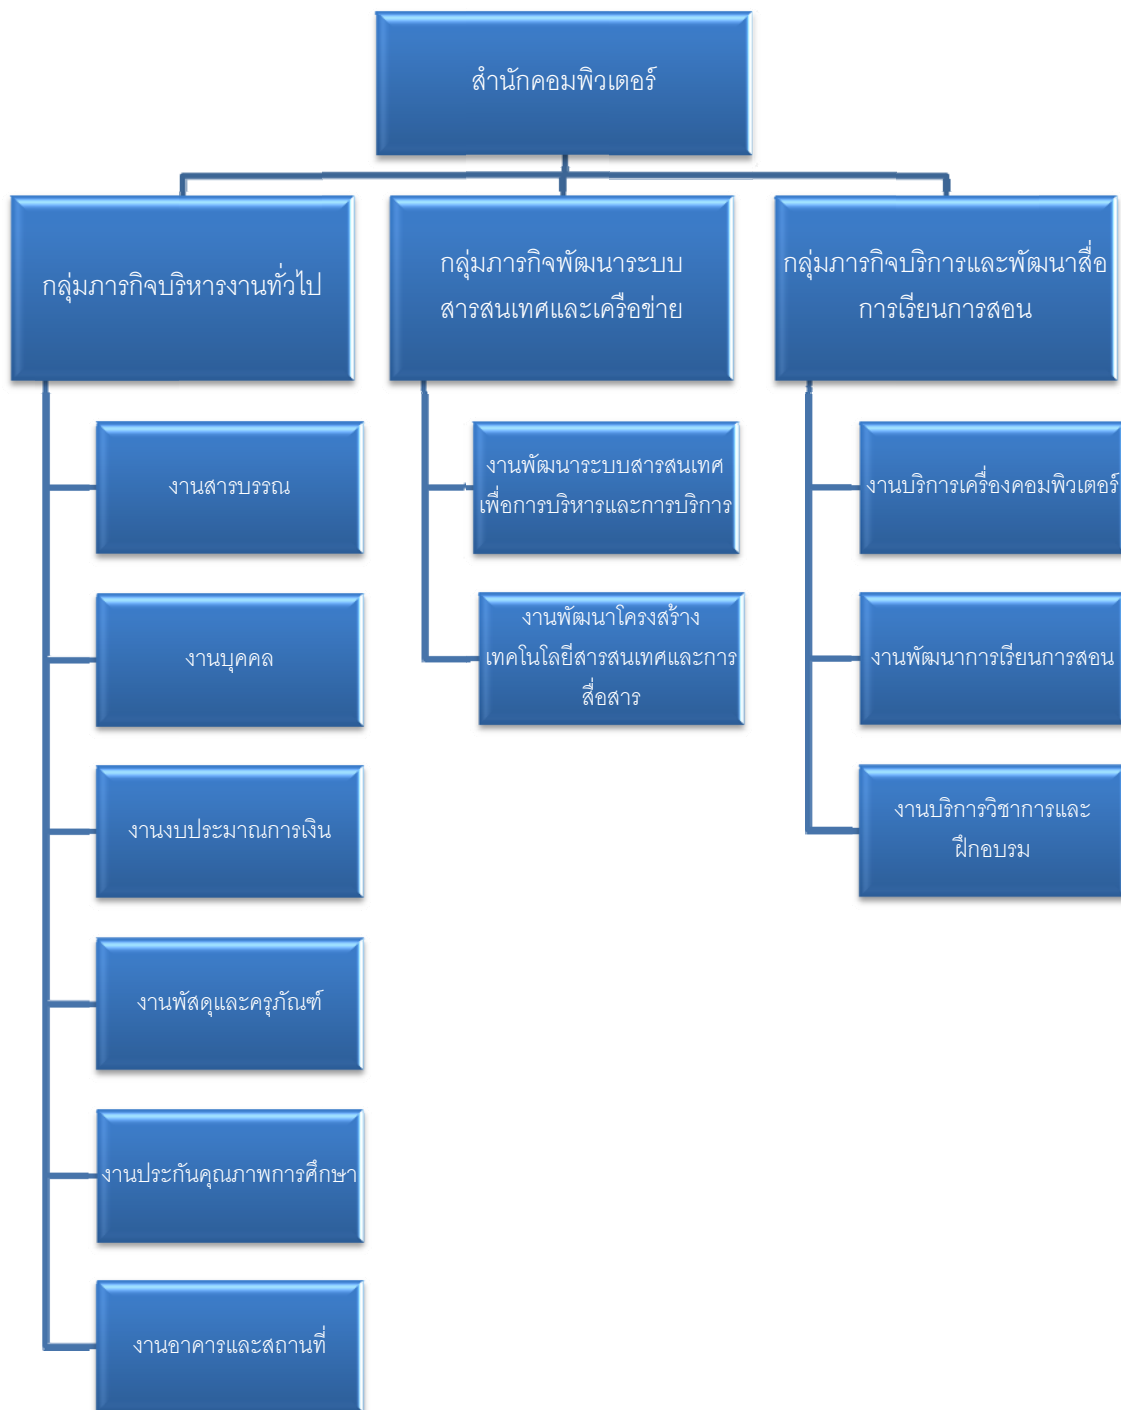 สำนักคอมพิวเตอร์
กลุ่มภารกิจบริหารงานทั่วไป
กลุ่มภารกิจพัฒนาระบบ
สารสนเทศและเครือข่าย
กลุ่มภารกิจบริการและพัฒนาสื่อ
การเรียนการสอน
งานสารบรรณ
งานบุคคล
งานงบประมาณการเงิน
งานพัสดุและครุภัณฑ์
งานประกันคุณภาพการศึกษา
งานอาคารและสถานที่
งานพัฒนาระบบสารสนเทศ
เพื่อการบริหารและการบริการ
งานพัฒนาโครงสร้าง
เทคโนโลยีสารสนเทศและการ
สื่อสาร
งานบริการเครื่องคอมพิวเตอร์
งานพัฒนาการเรียนการสอน
งานบริการวิชาการและ
ฝึกอบรม